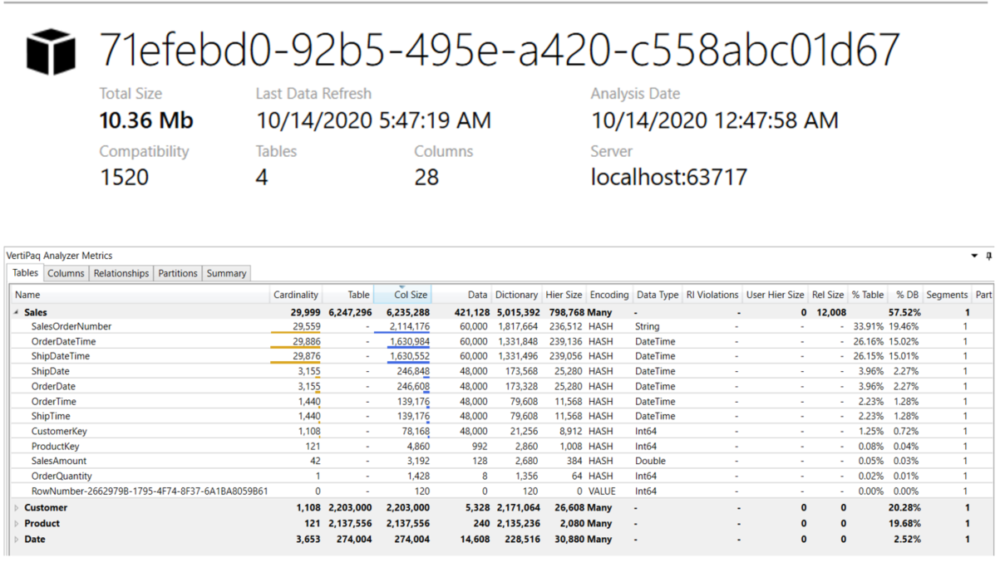 71efebd0-92b5-495e-a420-c558abc01d67
Total Size Last Data Refresh Analysis Date
10.36 Mb 10/14/2020 5:47:19 AM 10/14/2020 12:47:58 AM
Compatibility Tables Columns Server
1520 4 28 localhost:63717
VertiPaq Analyzer Metrics
Tables Columns Relationships Partitions Summary
Name Cardinality Table Col Size Data Dictionary Hier Size Encoding Data Type RI Violations User Hier Size Rel Size % Table % DB Segments Part
Sales 29,999 6,247,296 6,235,288 421,128 5,015,392 798,768 Many - - 0 12,008 57.52% 1
SalesOrderNumber 29,559 - 2,114,176 60,000 1,817,664 236,512 HASH String - - - 33.91% 19.46% 1
OrderDateTime 29,886 - 1,630,984 60,000 1,331,848 239,136 HASH DateTime - - - 26.16% 15.02% 1
ShipDateTime 29,876 - 1,630,552 60,000 1,331,496 239,056 HASH DateTime - - - 26.15% 15.01% 1
ShipDate 3,155 - 246,848 48,000 173,568 25,280 HASH DateTime - - - 3.96% 2.27% 1
OrderDate 3,155 - 246,608 48,000 173,328 25,280 HASH DateTime - - - 3.96% 2.27% 1
OrderTime 1,440 - 139,176 48,000 79,608 11,568 HASH DateTime - - - 2.23% 1.28% 1
ShipTime 1,440 - 139,176 48,000 79,608 11,568 HASH DateTime - - - 2.23% 1.28% 1
CustomerKey 1,108 - 78,168 48,000 21,256 8,912 HASH Int64 - - - 1.25% 0.72% 1
ProductKey 121 - 4,860 992 2,860 1,008 HASH Int64 - - - 0.08% 0.04% 1
SalesAmount 42 - 3,192 128 2,680 384 HASH Double - - - 0.05% 0.03% 1
OrderQuantity 1 - 1,428 8 1,356 64 HASH Int64 - - - 0.02% 0.01% 1
RowNumber-2662979B-1795-4F74-8F37-6A1BA8059B61 0 - 120 0 120 0 VALUE Int64 - - - 0.00% 0.00% 1
Customer 1,108 2,203,000 2,203,000 5,328 2,171,064 26,608 Many - - 0 0 20.28% 1
Product 121 2,137,556 2,137,556 240 2,135,236 2,080 Many - - 0 0 19.68% 1
Date 3,653 274,004 274,004 14,608 228,516 30,880 Many - - 0 0 2.52% 1